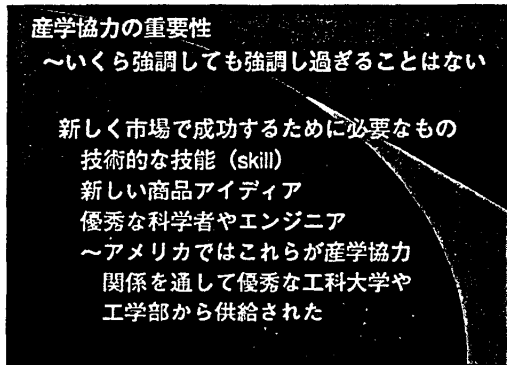 産学協力の重要性
～いくら強調しても強調し過ぎることはない
新しく市場で成功するために必要なもの
技術的な技能（skill）
新しい商品アイディア
優秀な科学者やエンジニア
～アメリカではこれらが産学協力
関係を通して優秀な工科大学や
工学部から供給された